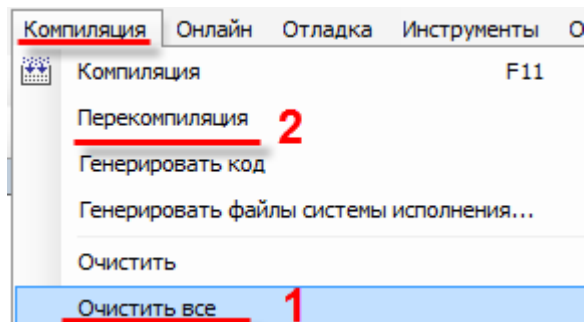 Компиляция Онлайн Отладка Инструменты О
Компиляция F11
Перекомпиляция 2
Генерировать код
Генерировать файлы системы исполнения...
Очистить
Очистить все 1